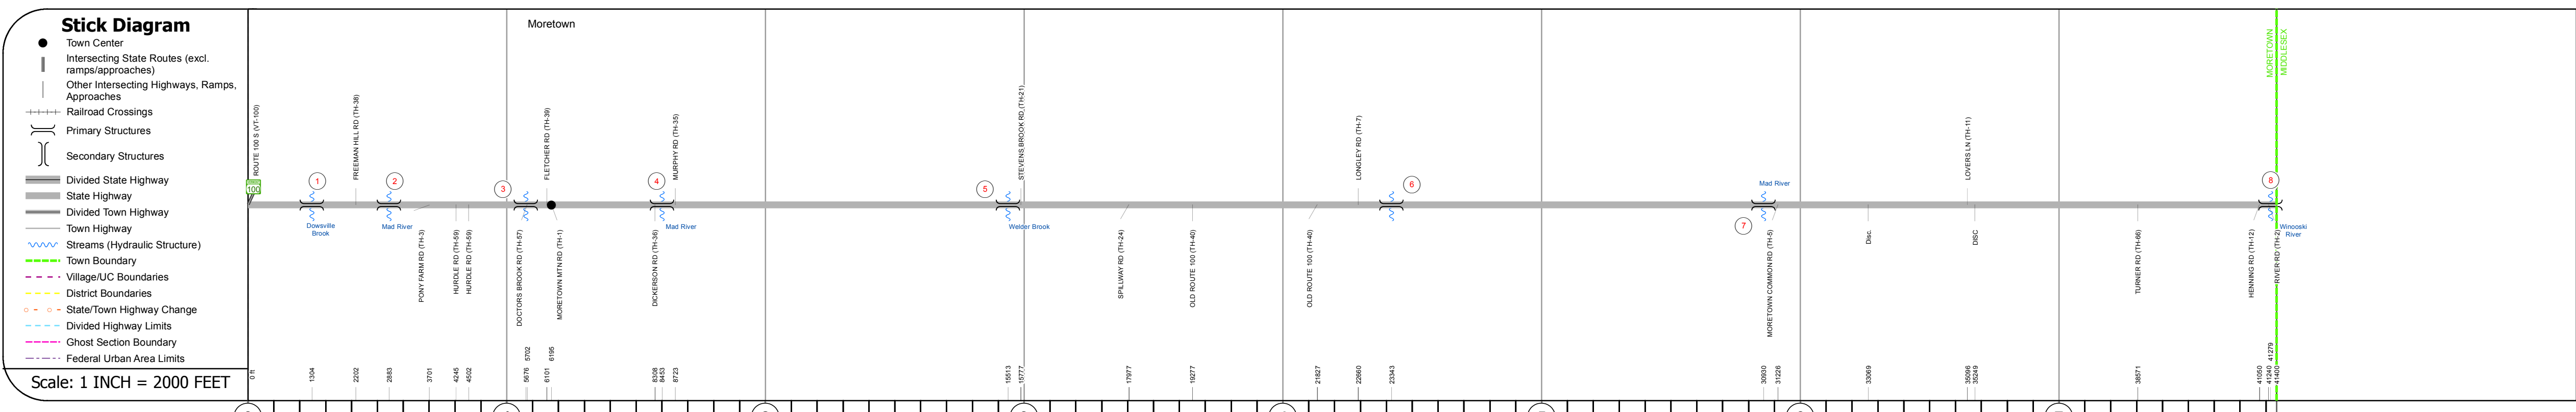 Stick Diagram
Town Center
Intersecting State Routes (excl.
ramps/approaches)
Other Intersecting Highways, Ramps,
Approaches
Railroad Crossings
Primary Structures
Secondary Structures
Divided State Highway
State Highway
Divided Town Highway
Town Highway
Streams (Hydraulic Structure)
Town Boundary
Village/UC Boundaries
District Boundaries
State/Town Highway Change
Divided Highway Limits
Ghost Section Boundary
Federal Urban Area Limits
Scale: 1 INCH = 2000 FEET
Moretown
MORETOWN
MIDDLESEX
ROUTE 100 S (VT-100)
FREEMAN HILL RD (TH-38)
FLETCHER RD (TH-39)
MURPHY RD (TH-35)
STEVENS BROOK RD (TH-21)
LONGLEY RD (TH-7)
LOVERS LN (TH-11)
100
1
2
3
4
5
6
7
8
Dowsville
Brook
Mad River
Mad River
Welder Brook
Mad River
Winooski
River
PONY FARM RD (TH-3)
HURDLE RD (TH-59)
HURDLE RD (TH-59)
DOCTORS BROOK RD (TH-57)
MORETOWN MTN RD (TH-1)
DICKERSON RD (TH-36)
SPILLWAY RD (TH-24)
OLD ROUTE 100 (TH-40)
OLD ROUTE 100 (TH-40)
MORETOWN COMMON RD (TH-5)
Disc.
DISC
TURNER RD (TH-66)
HENNING RD (TH-12)
RIVER RD (TH-2)
0 ft
1304
2202
2883
3701
4245
4502
5676
5702
6101
6195
8308
8453
8723
15513
15777
17977
19277
21827
22660
23343
30930
31226
33069
35096
35249
38571
41050
41240
41279
41400